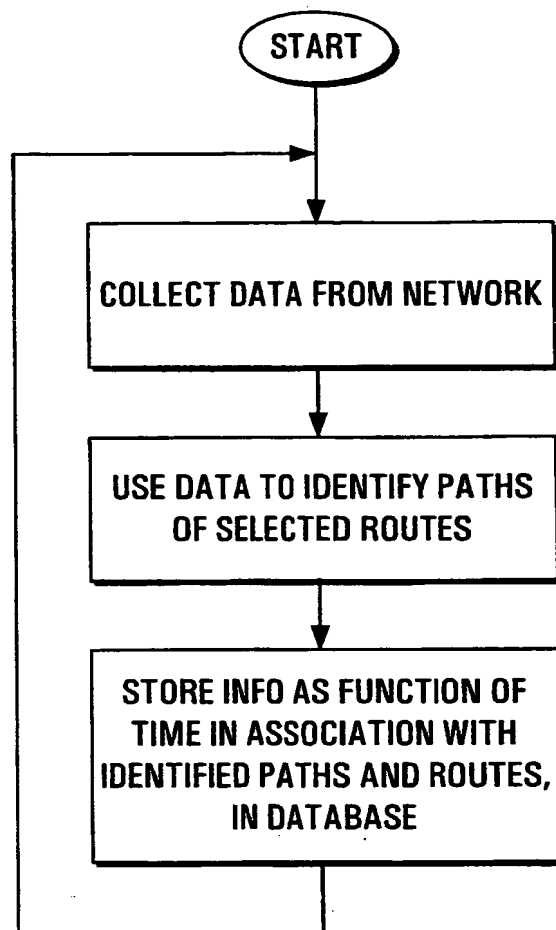 START
COLLECT DATA FROM NETWORK
USE DATA TO IDENTIFY PATHS
OF SELECTED ROUTES
STORE INFO AS FUNCTION OF
TIME IN ASSOCIATION WITH
IDENTIFIED PATHS AND ROUTES,
IN DATABASE